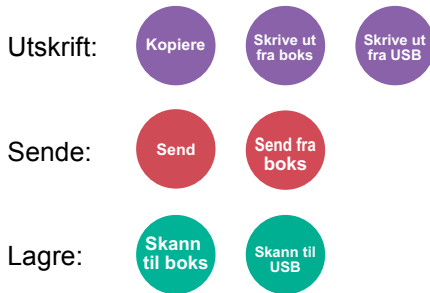 Utskrift:
Kopiere
Skrive ut
fra boks
Skrive ut
fra USB
Sende:
Send
Send fra
boks
Lagre:
Skann
til boks
Skann til
USB